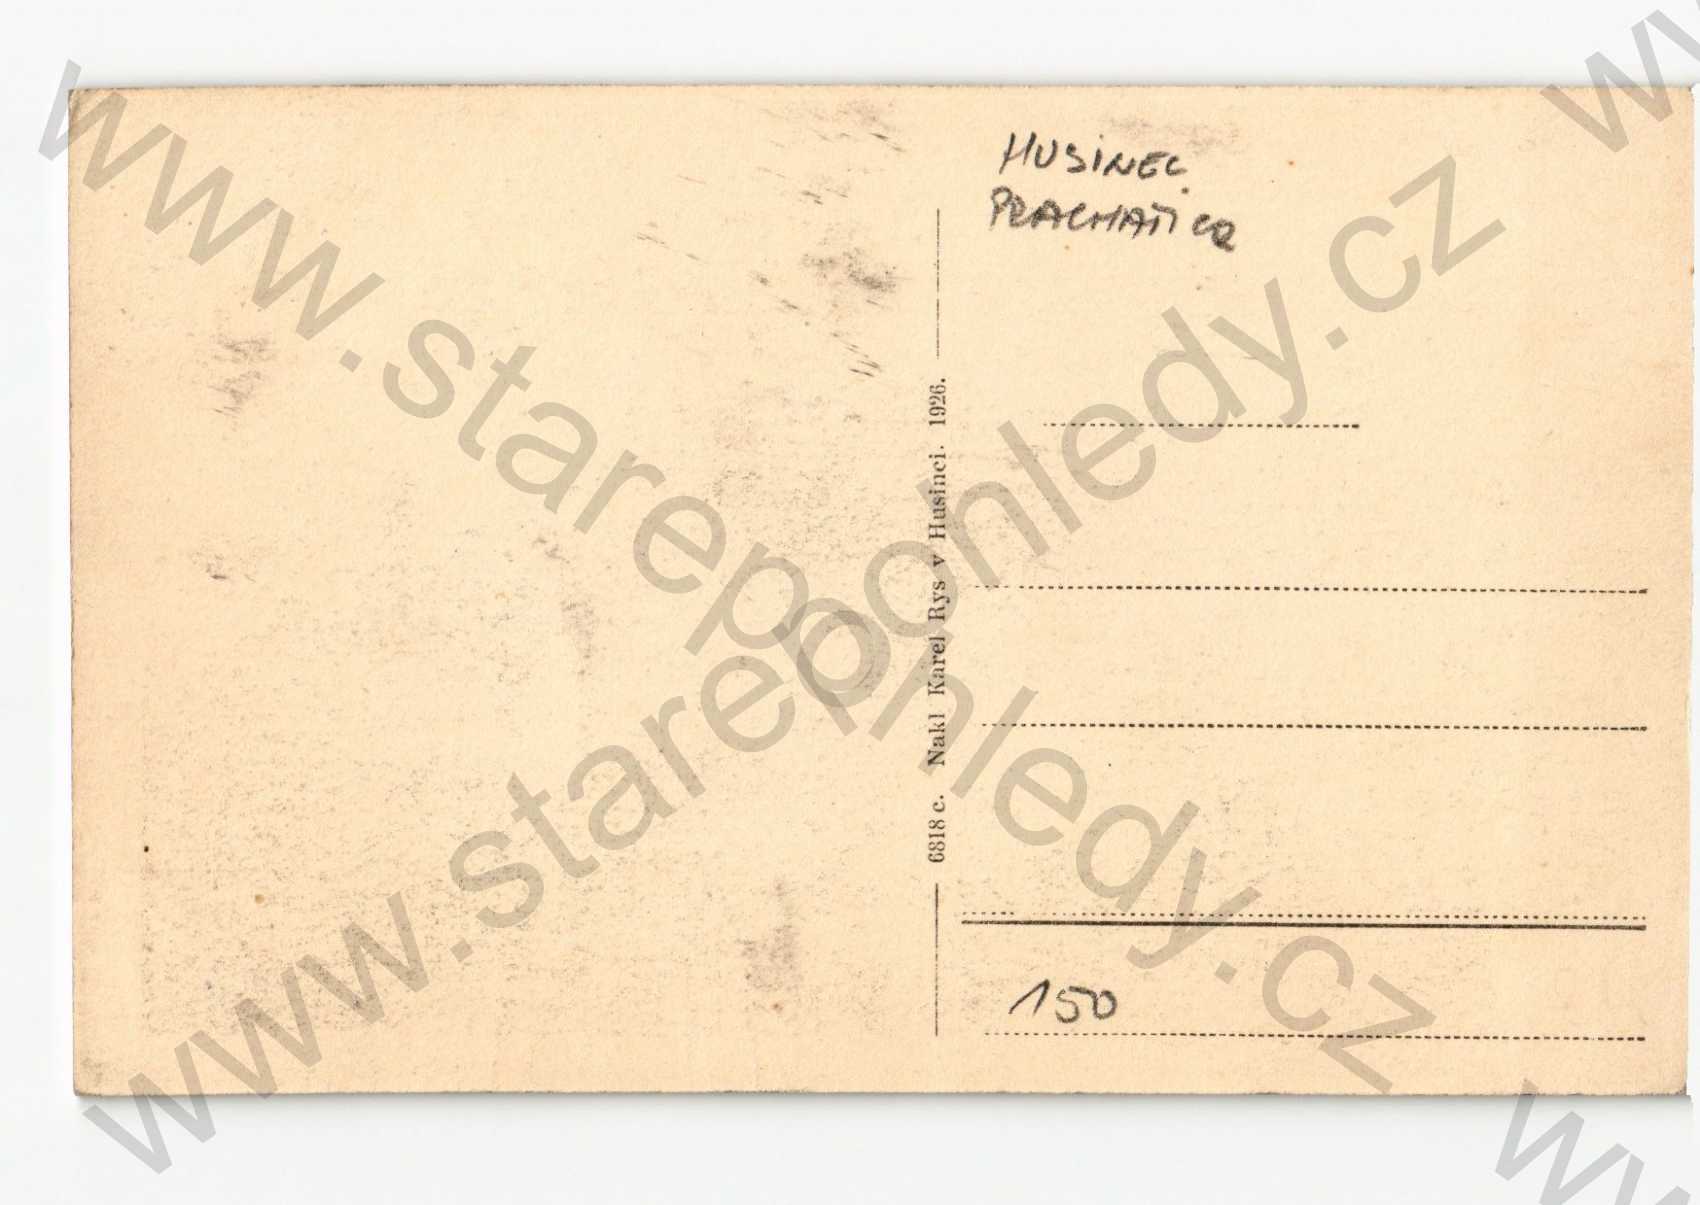 HUSINEC
PRACHATICE
6818 c. Nakl Karel Rys v Husinci. 1926.
150
www.starepohledy.cz
www.starepohledy.cz